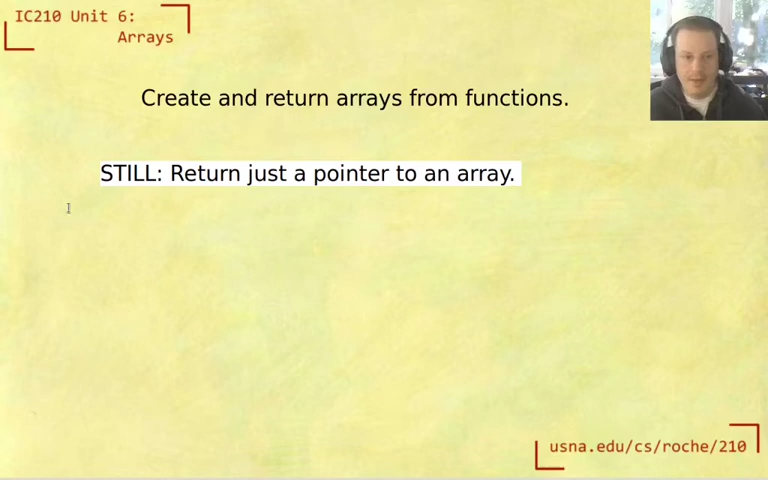 IC210 Unit 6:
Arrays
Create and return arrays from functions.
STILL: Return just a pointer to an array.
usna.edu/cs/roche/210